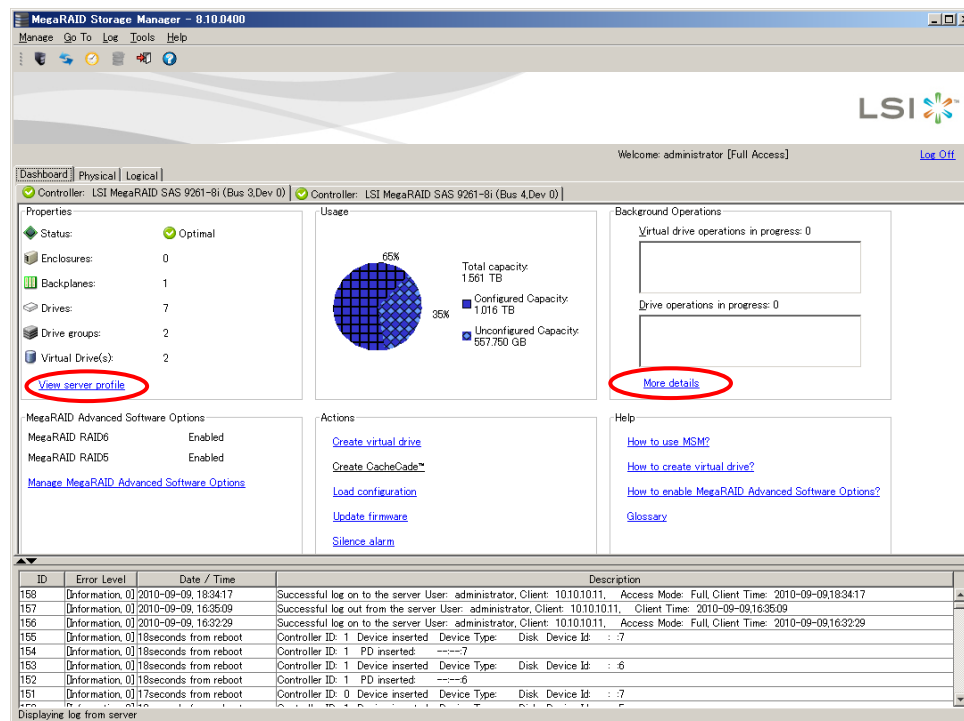 MegaRAID Storage Manager - 8.10.0400
Manage Go To Log Tools Help
LSI
Welcome: administrator [Full Access]
Log Off
Dashboard Physical Logical
Controller: LSI MegaRAID SAS 9261-8i (Bus 3,Dev 0)
Controller: LSI MegaRAID SAS 9261-8i (Bus 4,Dev 0)
Properties
Status: Optimal
Enclosures: 0
Backplanes: 1
Drives: 7
Drive groups: 2
Virtual Drive(s): 2
View server profile
Usage
65%
35%
Total capacity:
1.561 TB
Configured Capacity:
1.016 TB
Unconfigured Capacity:
557.750 GB
Background Operations
Virtual drive operations in progress: 0
Drive operations in progress: 0
More details
MegaRAID Advanced Software Options
MegaRAID RAID6 Enabled
MegaRAID RAID5 Enabled
Manage MegaRAID Advanced Software Options
Actions
Create virtual drive
Create CacheCade™
Load configuration
Update firmware
Silence alarm
Help
How to use MSM?
How to create virtual drive?
How to enable MegaRAID Advanced Software Options?
Glossary
ID Error Level Date / Time Description
158 [Information, 0] 2010-09-09, 18:34:17 Successful log on to the server User: administrator, Client: 10.10.10.11, Access Mode: Full, Client Time: 2010-09-09,18:34:17
157 [Information, 0] 2010-09-09, 16:35:09 Successful log out from the server User: administrator, Client: 10.10.10.11, Client Time: 2010-09-09,16:35:09
156 [Information, 0] 2010-09-09, 16:32:29 Successful log on to the server User: administrator, Client: 10.10.10.11, Access Mode: Full, Client Time: 2010-09-09,16:32:29
155 [Information, 0] 18seconds from reboot Controller ID: 1 Device inserted Device Type: Disk Device Id: : :7
154 [Information, 0] 18seconds from reboot Controller ID: 1 PD inserted: --:--:7
153 [Information, 0] 18seconds from reboot Controller ID: 1 Device inserted Device Type: Disk Device Id: : :6
152 [Information, 0] 18seconds from reboot Controller ID: 1 PD inserted: --:--:6
151 [Information, 0] 17seconds from reboot Controller ID: 0 Device inserted Device Type: Disk Device Id: : :7
Displaying log from server